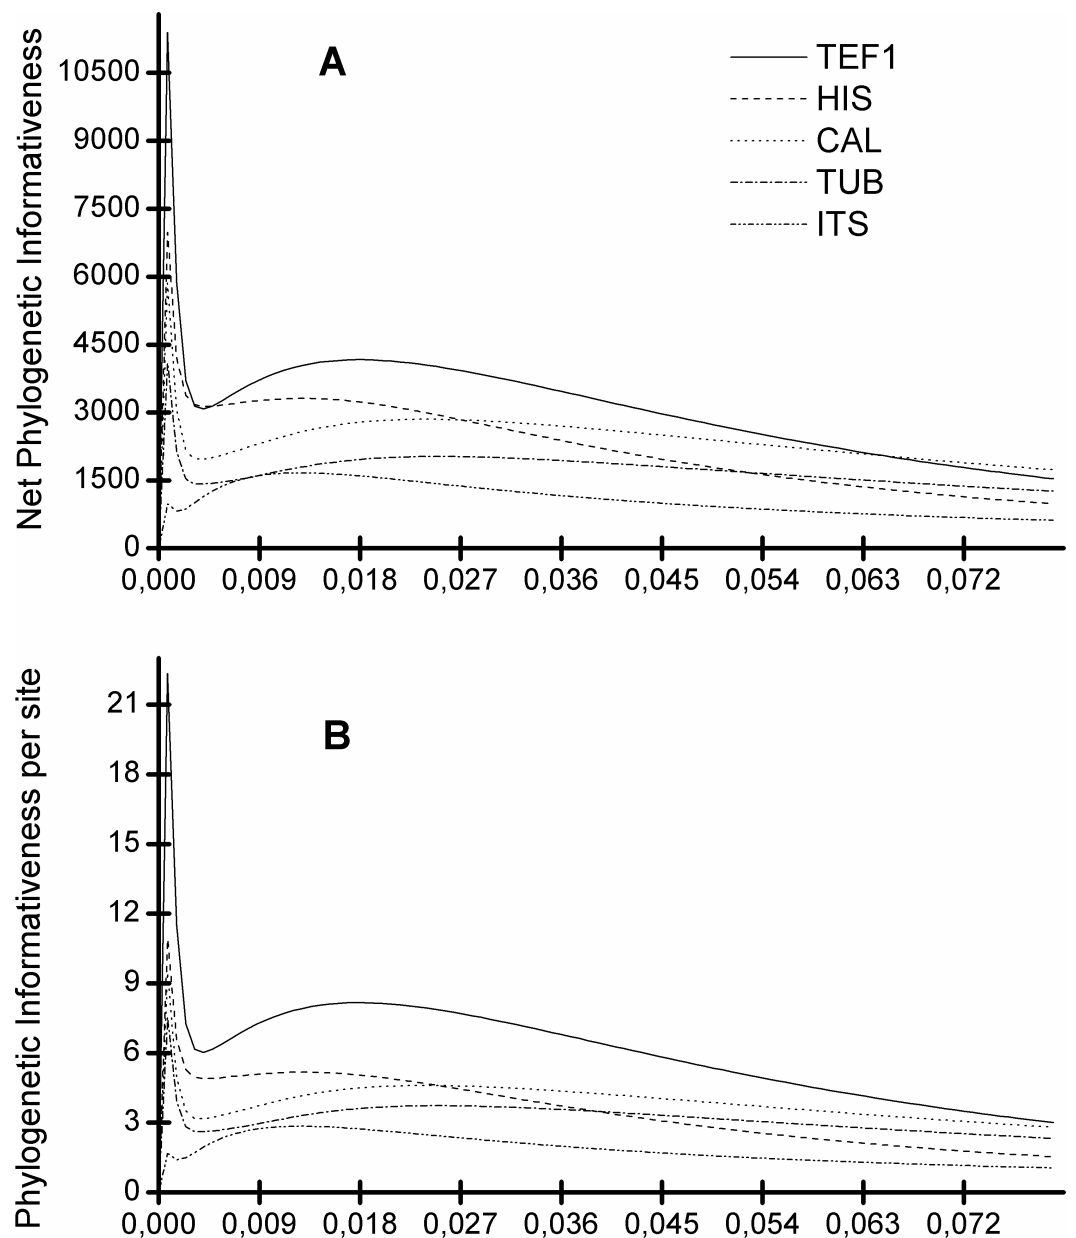 Net Phylogenetic Informativeness
A
10500
9000
7500
6000
4500
3000
1500
0
TEF1
HIS
CAL
TUB
ITS
0,000 0,009 0,018 0,027 0,036 0,045 0,054 0,063 0,072
Phylogenetic Informativeness per site
B
21
18
15
12
9
6
3
0
0,000 0,009 0,018 0,027 0,036 0,045 0,054 0,063 0,072